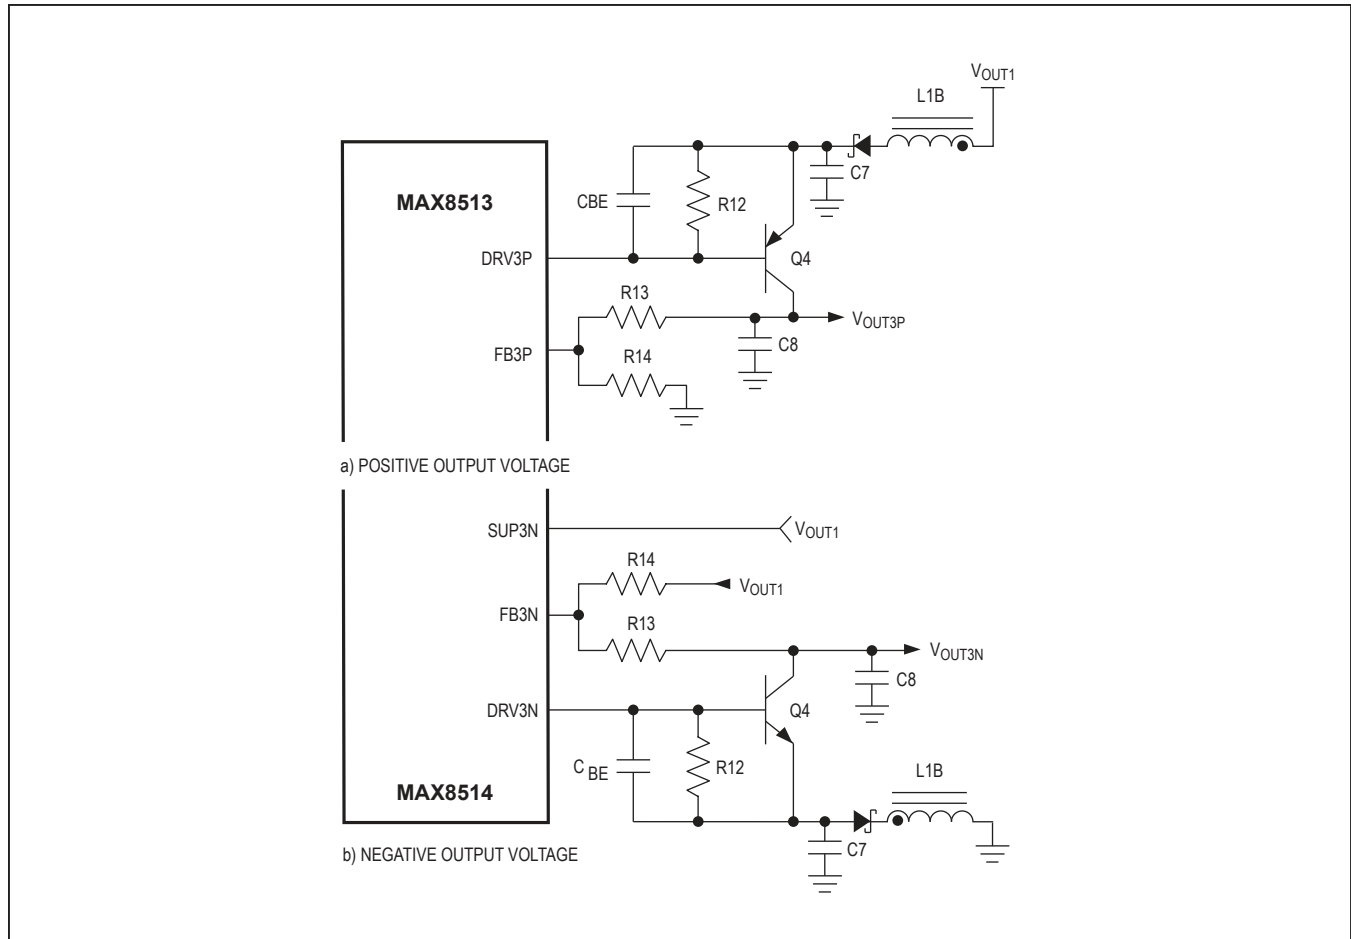 VOUT1
L1B
C7
MAX8513
CBE
R12
DRV3P
Q4
R13
VOUT3P
C8
FB3P
R14
a) POSITIVE OUTPUT VOLTAGE
SUP3N
VOUT1
R14
VOUT1
FB3N
R13
VOUT3N
C8
DRV3N
Q4
C BE
R12
L1B
MAX8514
C7
b) NEGATIVE OUTPUT VOLTAGE